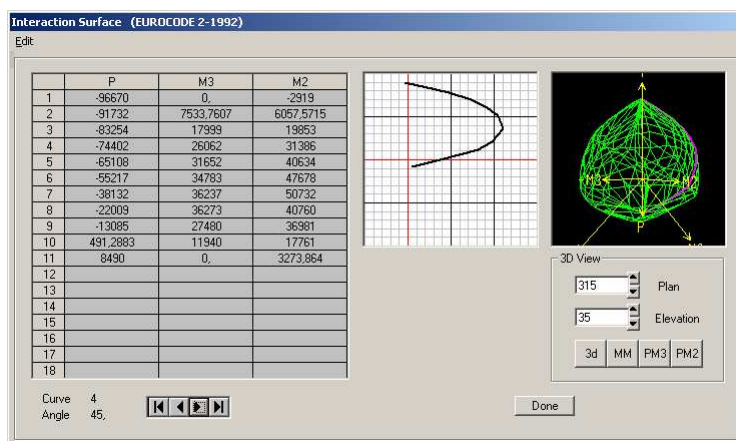 Interaction Surface (EUROCODE 2-1992)
Edit
P M3 M2
1 -96670 0, -2919
2 -91732 7533,7607 6057,5715
3 -83254 17999 19853
4 -74402 26062 31386
5 -65108 31652 40634
6 -55217 34783 47678
7 -38132 36237 50732
8 -22009 36273 40760
9 -13085 27480 36981
10 491,2883 11940 17761
11 8490 0, 3273,864
12
13
14
15
16
17
18
Curve 4
Angle 45,
M3 M2
P
3D View
315 Plan
35 Elevation
3d MM PM3 PM2
Done